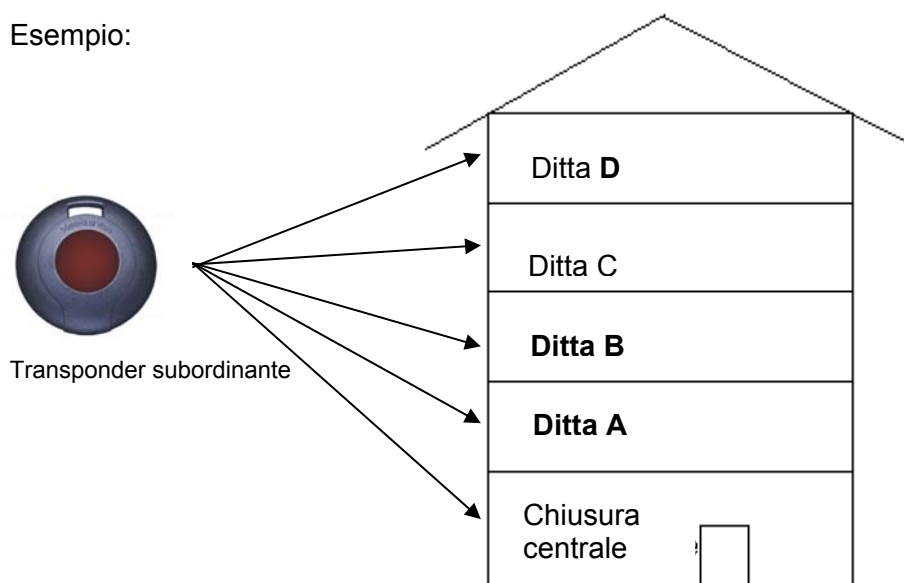 Esempio:
Ditta D
Ditta C
Ditta B
Transponder subordinante
Ditta A
Chiusura
centrale